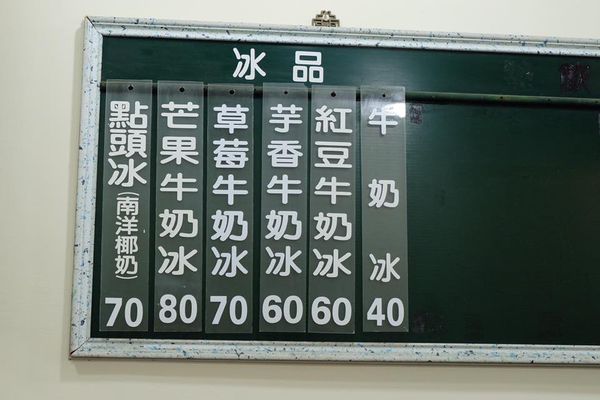 冰品
牛奶冰 40
紅豆牛奶冰 60
芋香牛奶冰 60
草莓牛奶冰 70
芒果牛奶冰 80
點頭冰(南洋椰奶) 70